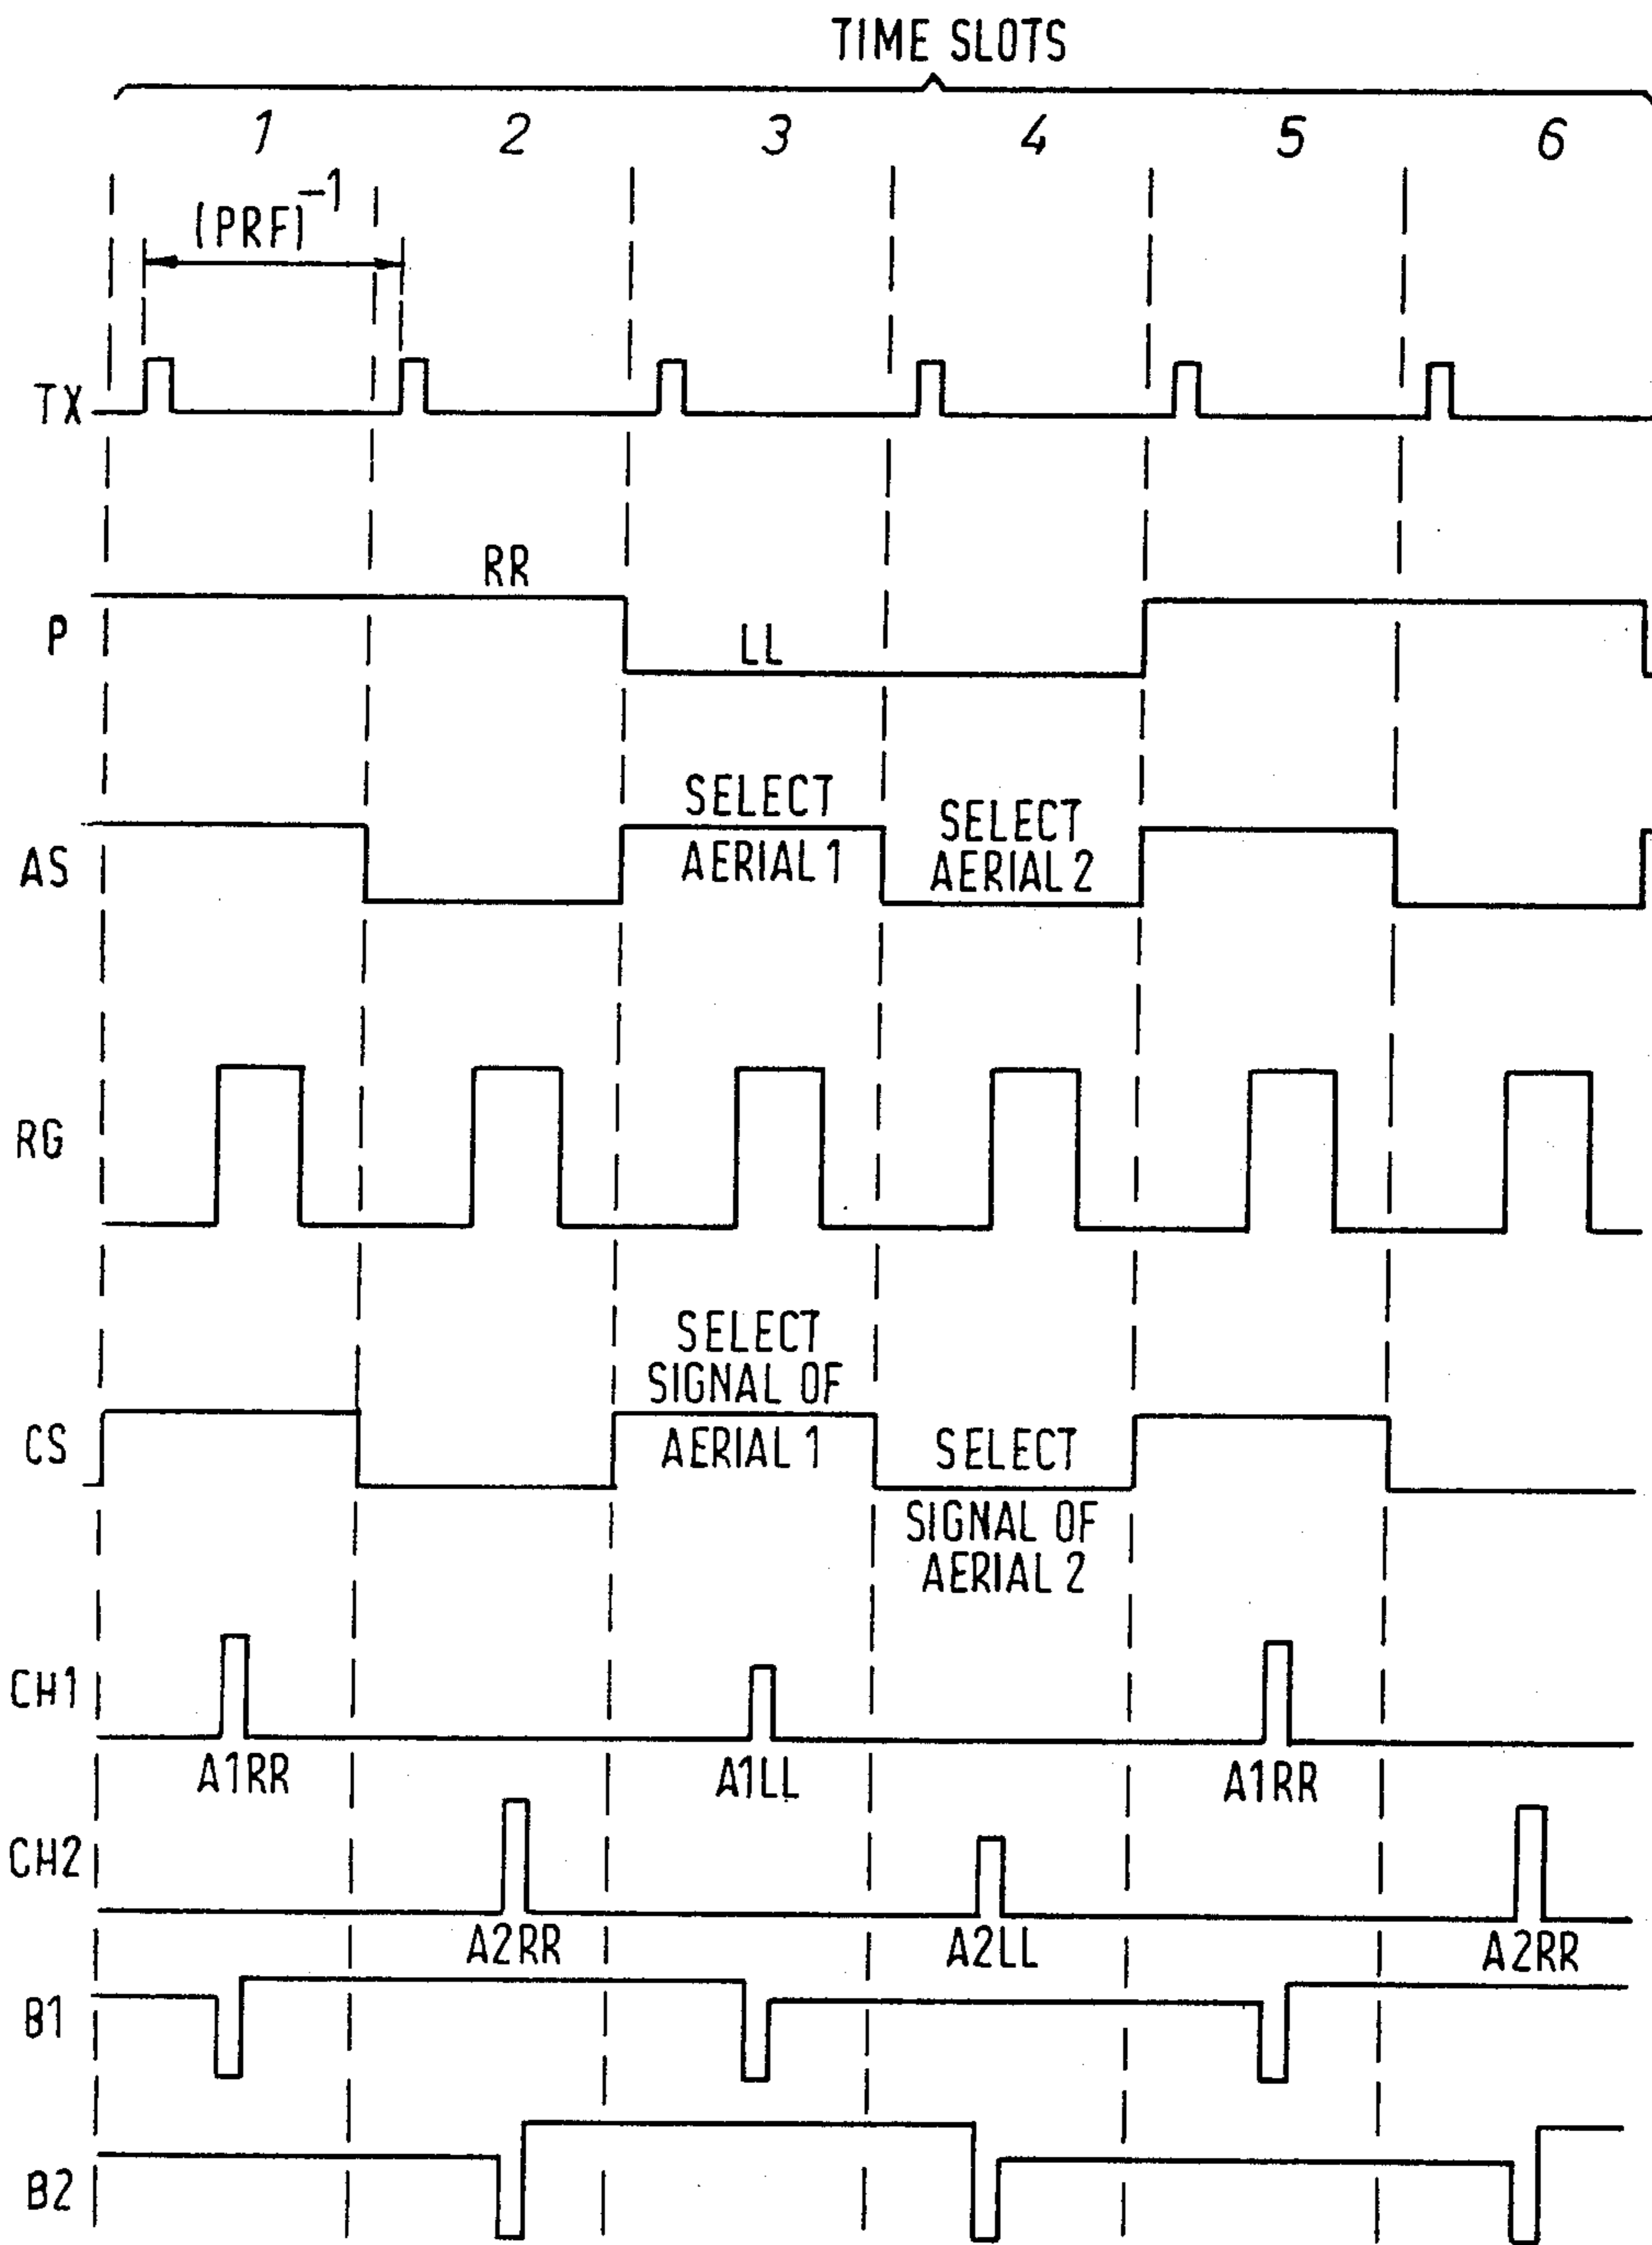 TIME SLOTS
1 2 3 4 5 6
(PRF)⁻¹
TX
RR
P
LL
SELECT
AERIAL 1
SELECT
AERIAL 2
AS
RG
SELECT
SIGNAL OF
AERIAL 1
CS
SELECT
SIGNAL OF
AERIAL 2
CH1
A1RR A1LL A1RR
CH2
A2RR A2LL A2RR
B1
B2